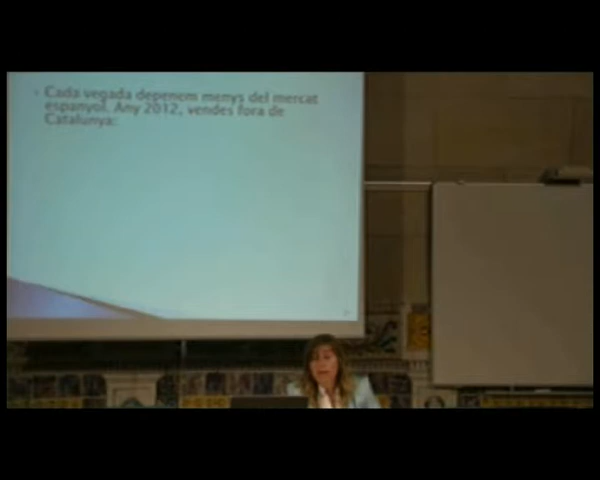 Cada vegada depenem menys del mercat
espanyol. Any 2012, vendes fora de
Catalunya: